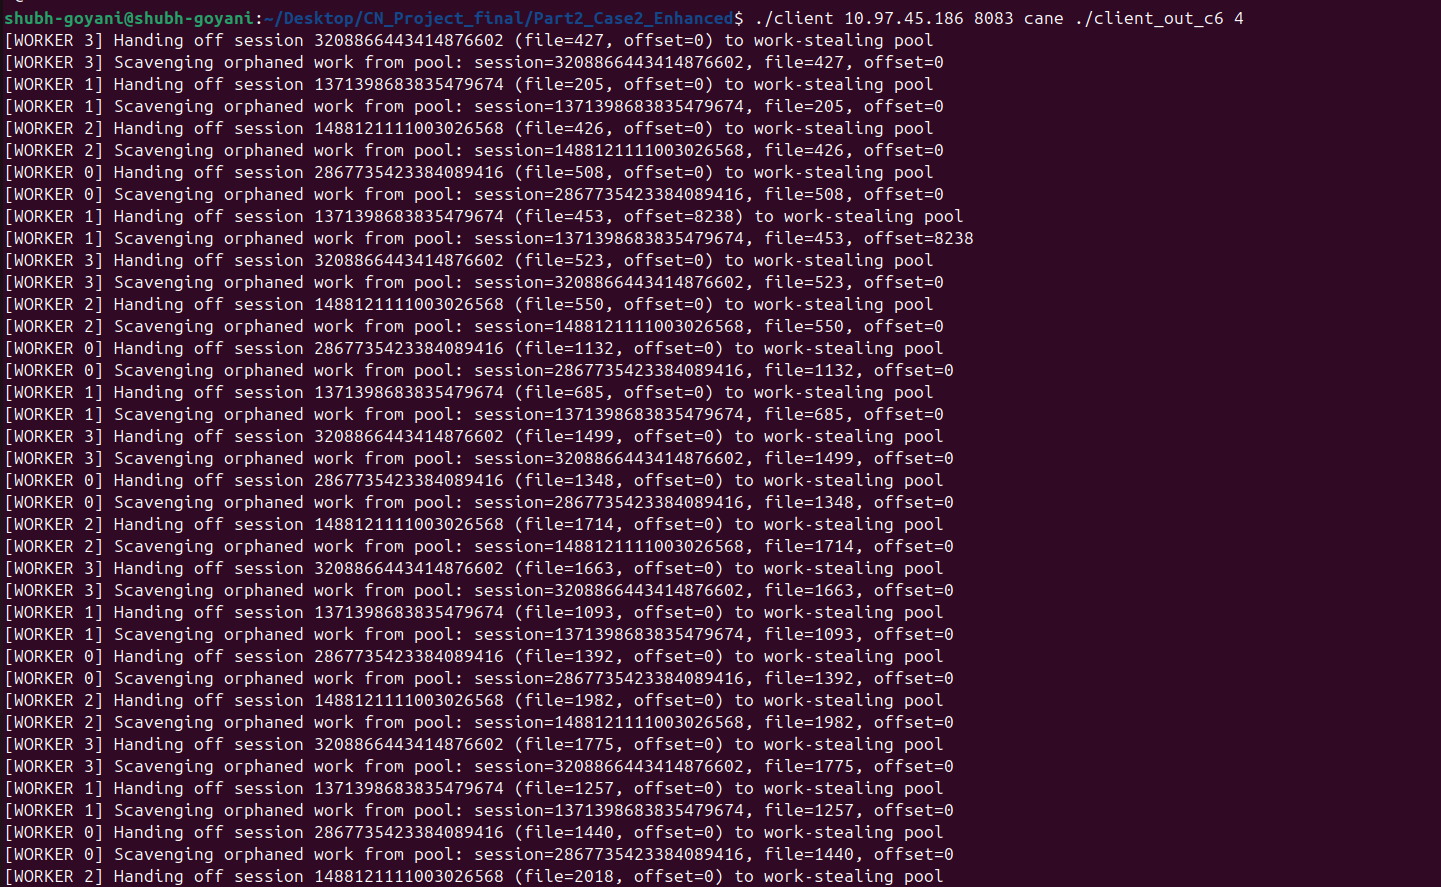 shubh-goyani@shubh-goyani:~/Desktop/CN_Project_final/Part2_Case2_Enhanced$ ./client 10.97.45.186 8083 cane ./client_out_c6 4
[WORKER 3] Handing off session 3208866443414876602 (file=427, offset=0) to work-stealing pool
[WORKER 3] Scavenging orphaned work from pool: session=3208866443414876602, file=427, offset=0
[WORKER 1] Handing off session 1371398683835479674 (file=205, offset=0) to work-stealing pool
[WORKER 1] Scavenging orphaned work from pool: session=1371398683835479674, file=205, offset=0
[WORKER 2] Handing off session 1488121111003026568 (file=426, offset=0) to work-stealing pool
[WORKER 2] Scavenging orphaned work from pool: session=1488121111003026568, file=426, offset=0
[WORKER 0] Handing off session 2867735423384089416 (file=508, offset=0) to work-stealing pool
[WORKER 0] Scavenging orphaned work from pool: session=2867735423384089416, file=508, offset=0
[WORKER 1] Handing off session 1371398683835479674 (file=453, offset=8238) to work-stealing pool
[WORKER 1] Scavenging orphaned work from pool: session=1371398683835479674, file=453, offset=8238
[WORKER 3] Handing off session 3208866443414876602 (file=523, offset=0) to work-stealing pool
[WORKER 3] Scavenging orphaned work from pool: session=3208866443414876602, file=523, offset=0
[WORKER 2] Handing off session 1488121111003026568 (file=550, offset=0) to work-stealing pool
[WORKER 2] Scavenging orphaned work from pool: session=1488121111003026568, file=550, offset=0
[WORKER 0] Handing off session 2867735423384089416 (file=1132, offset=0) to work-stealing pool
[WORKER 0] Scavenging orphaned work from pool: session=2867735423384089416, file=1132, offset=0
[WORKER 1] Handing off session 1371398683835479674 (file=685, offset=0) to work-stealing pool
[WORKER 1] Scavenging orphaned work from pool: session=1371398683835479674, file=685, offset=0
[WORKER 3] Handing off session 3208866443414876602 (file=1499, offset=0) to work-stealing pool
[WORKER 3] Scavenging orphaned work from pool: session=3208866443414876602, file=1499, offset=0
[WORKER 0] Handing off session 2867735423384089416 (file=1348, offset=0) to work-stealing pool
[WORKER 0] Scavenging orphaned work from pool: session=2867735423384089416, file=1348, offset=0
[WORKER 2] Handing off session 1488121111003026568 (file=1714, offset=0) to work-stealing pool
[WORKER 2] Scavenging orphaned work from pool: session=1488121111003026568, file=1714, offset=0
[WORKER 3] Handing off session 3208866443414876602 (file=1663, offset=0) to work-stealing pool
[WORKER 3] Scavenging orphaned work from pool: session=3208866443414876602, file=1663, offset=0
[WORKER 1] Handing off session 1371398683835479674 (file=1093, offset=0) to work-stealing pool
[WORKER 1] Scavenging orphaned work from pool: session=1371398683835479674, file=1093, offset=0
[WORKER 0] Handing off session 2867735423384089416 (file=1392, offset=0) to work-stealing pool
[WORKER 0] Scavenging orphaned work from pool: session=2867735423384089416, file=1392, offset=0
[WORKER 2] Handing off session 1488121111003026568 (file=1982, offset=0) to work-stealing pool
[WORKER 2] Scavenging orphaned work from pool: session=1488121111003026568, file=1982, offset=0
[WORKER 3] Handing off session 3208866443414876602 (file=1775, offset=0) to work-stealing pool
[WORKER 3] Scavenging orphaned work from pool: session=3208866443414876602, file=1775, offset=0
[WORKER 1] Handing off session 1371398683835479674 (file=1257, offset=0) to work-stealing pool
[WORKER 1] Scavenging orphaned work from pool: session=1371398683835479674, file=1257, offset=0
[WORKER 0] Handing off session 2867735423384089416 (file=1440, offset=0) to work-stealing pool
[WORKER 0] Scavenging orphaned work from pool: session=2867735423384089416, file=1440, offset=0
[WORKER 2] Handing off session 1488121111003026568 (file=2018, offset=0) to work-stealing pool